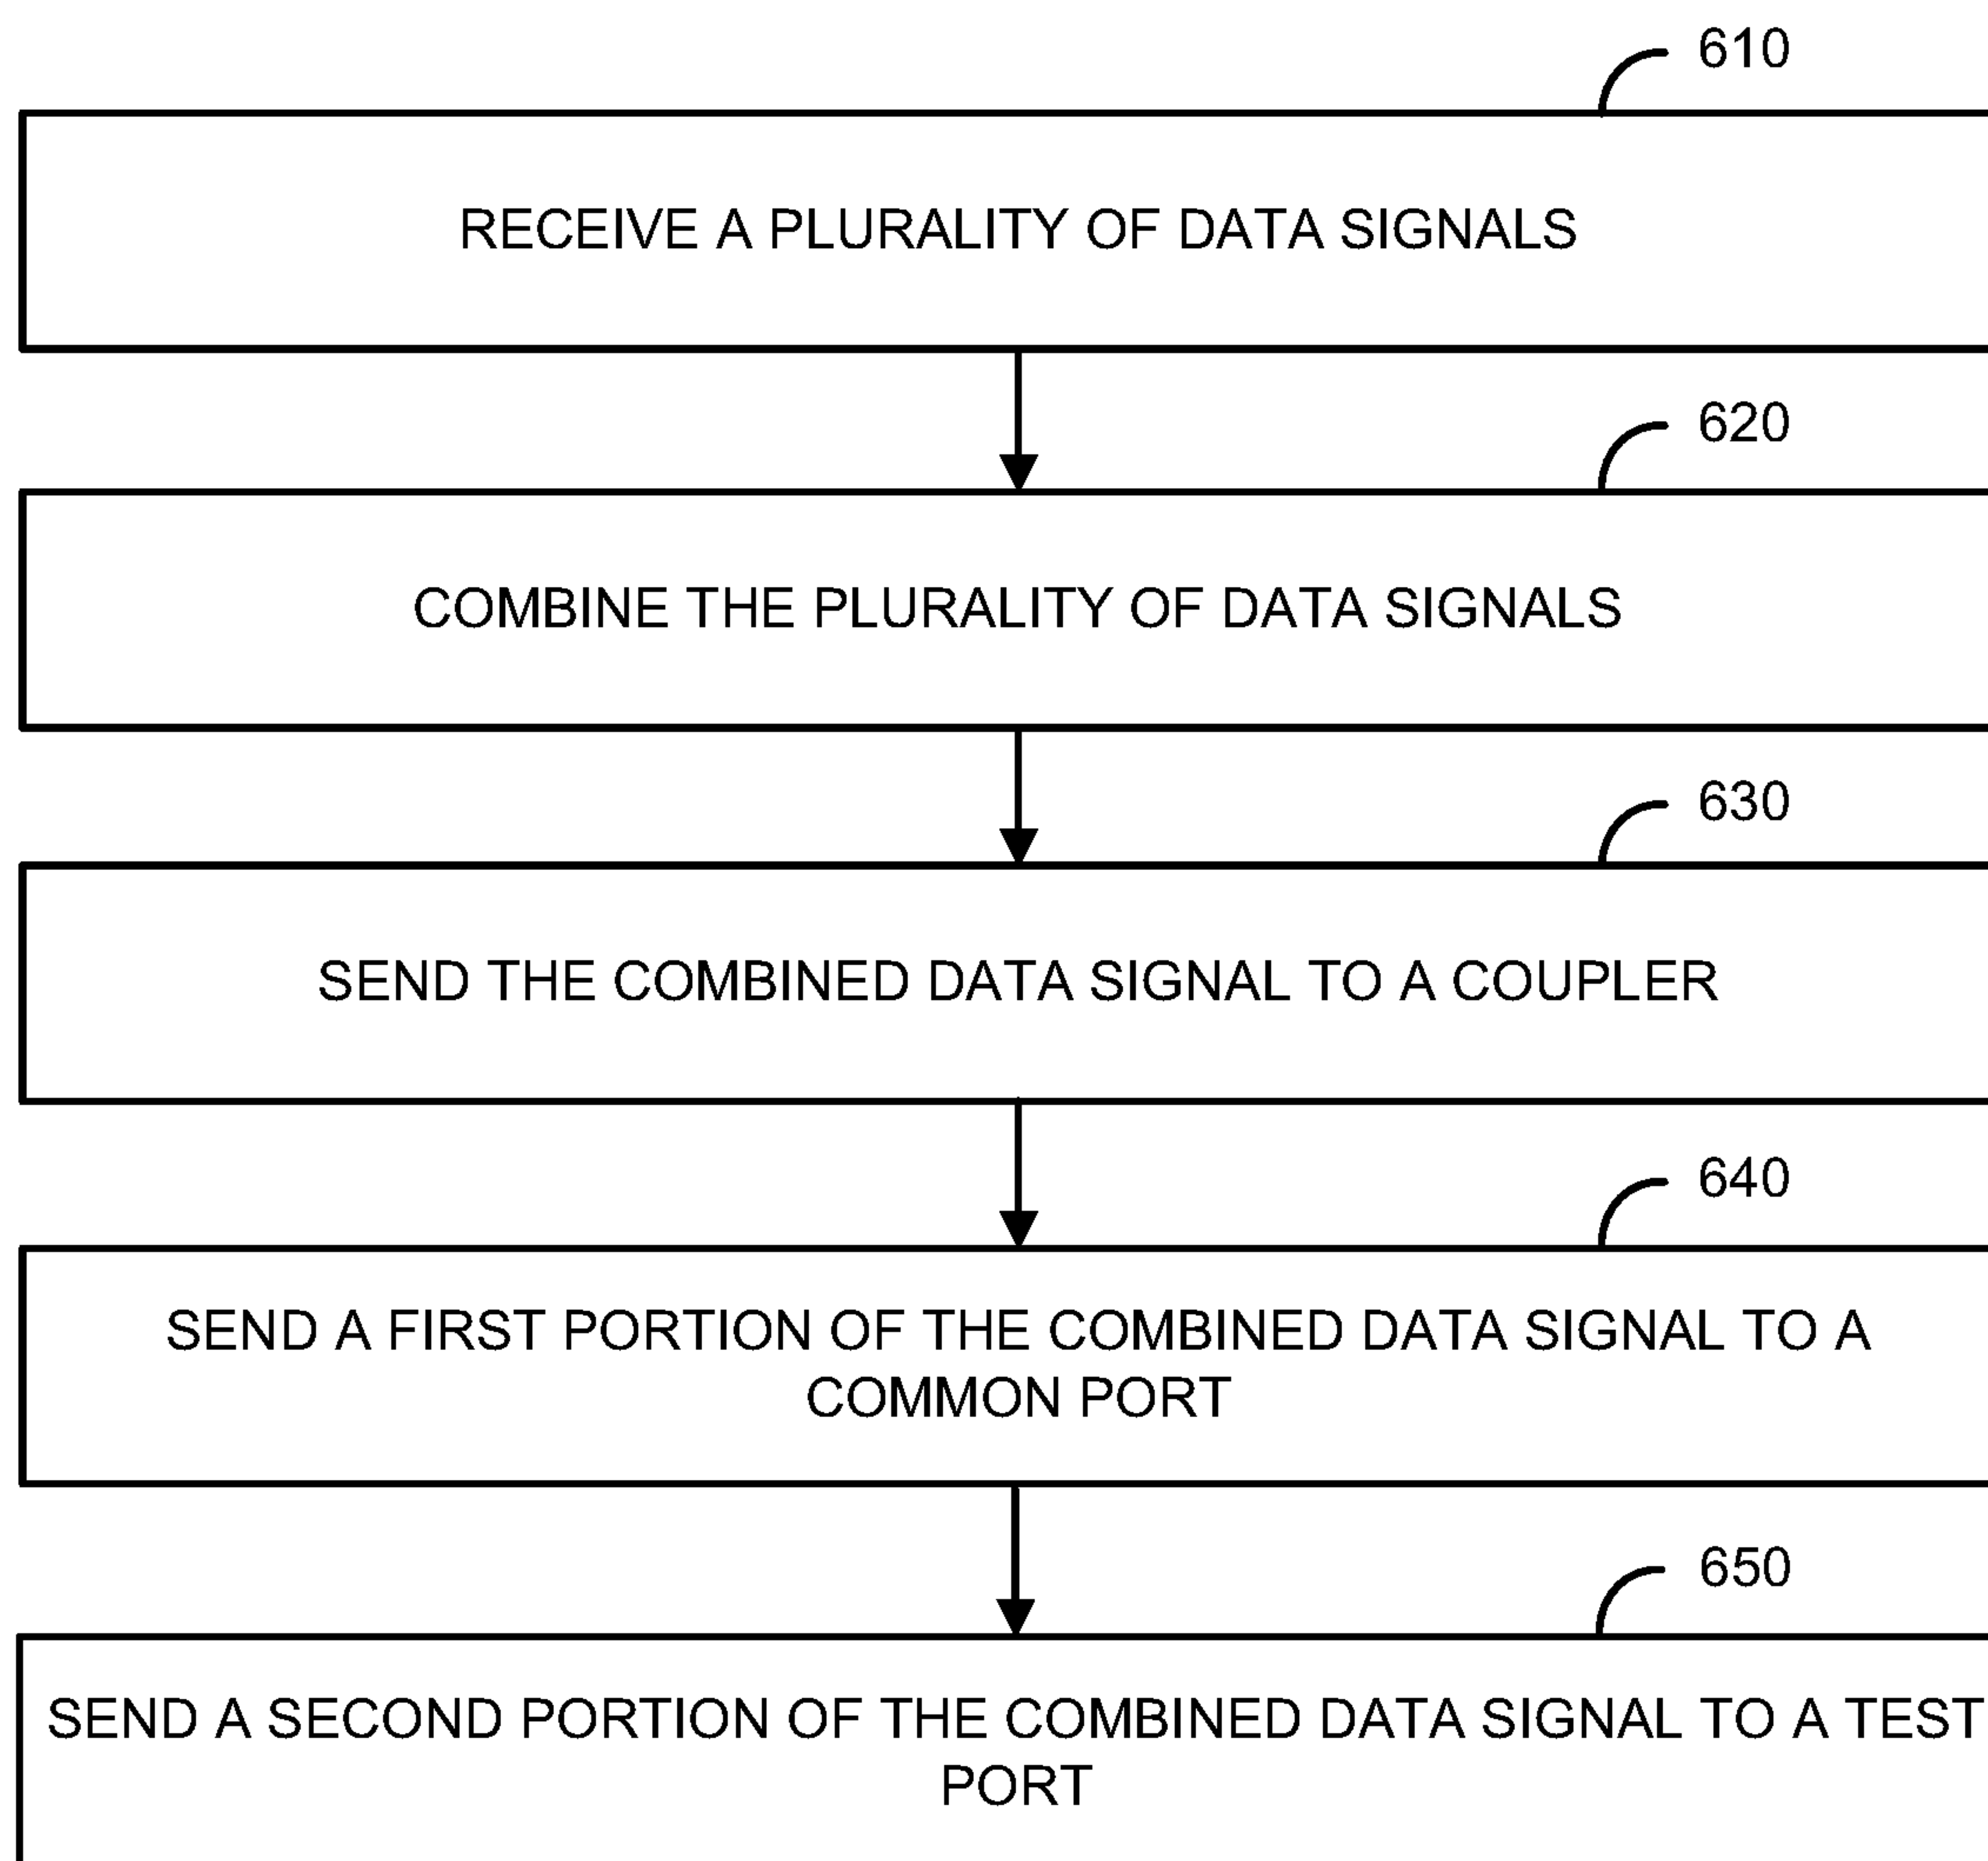 610
RECEIVE A PLURALITY OF DATA SIGNALS
620
COMBINE THE PLURALITY OF DATA SIGNALS
630
SEND THE COMBINED DATA SIGNAL TO A COUPLER
640
SEND A FIRST PORTION OF THE COMBINED DATA SIGNAL TO A
COMMON PORT
650
SEND A SECOND PORTION OF THE COMBINED DATA SIGNAL TO A TEST
PORT